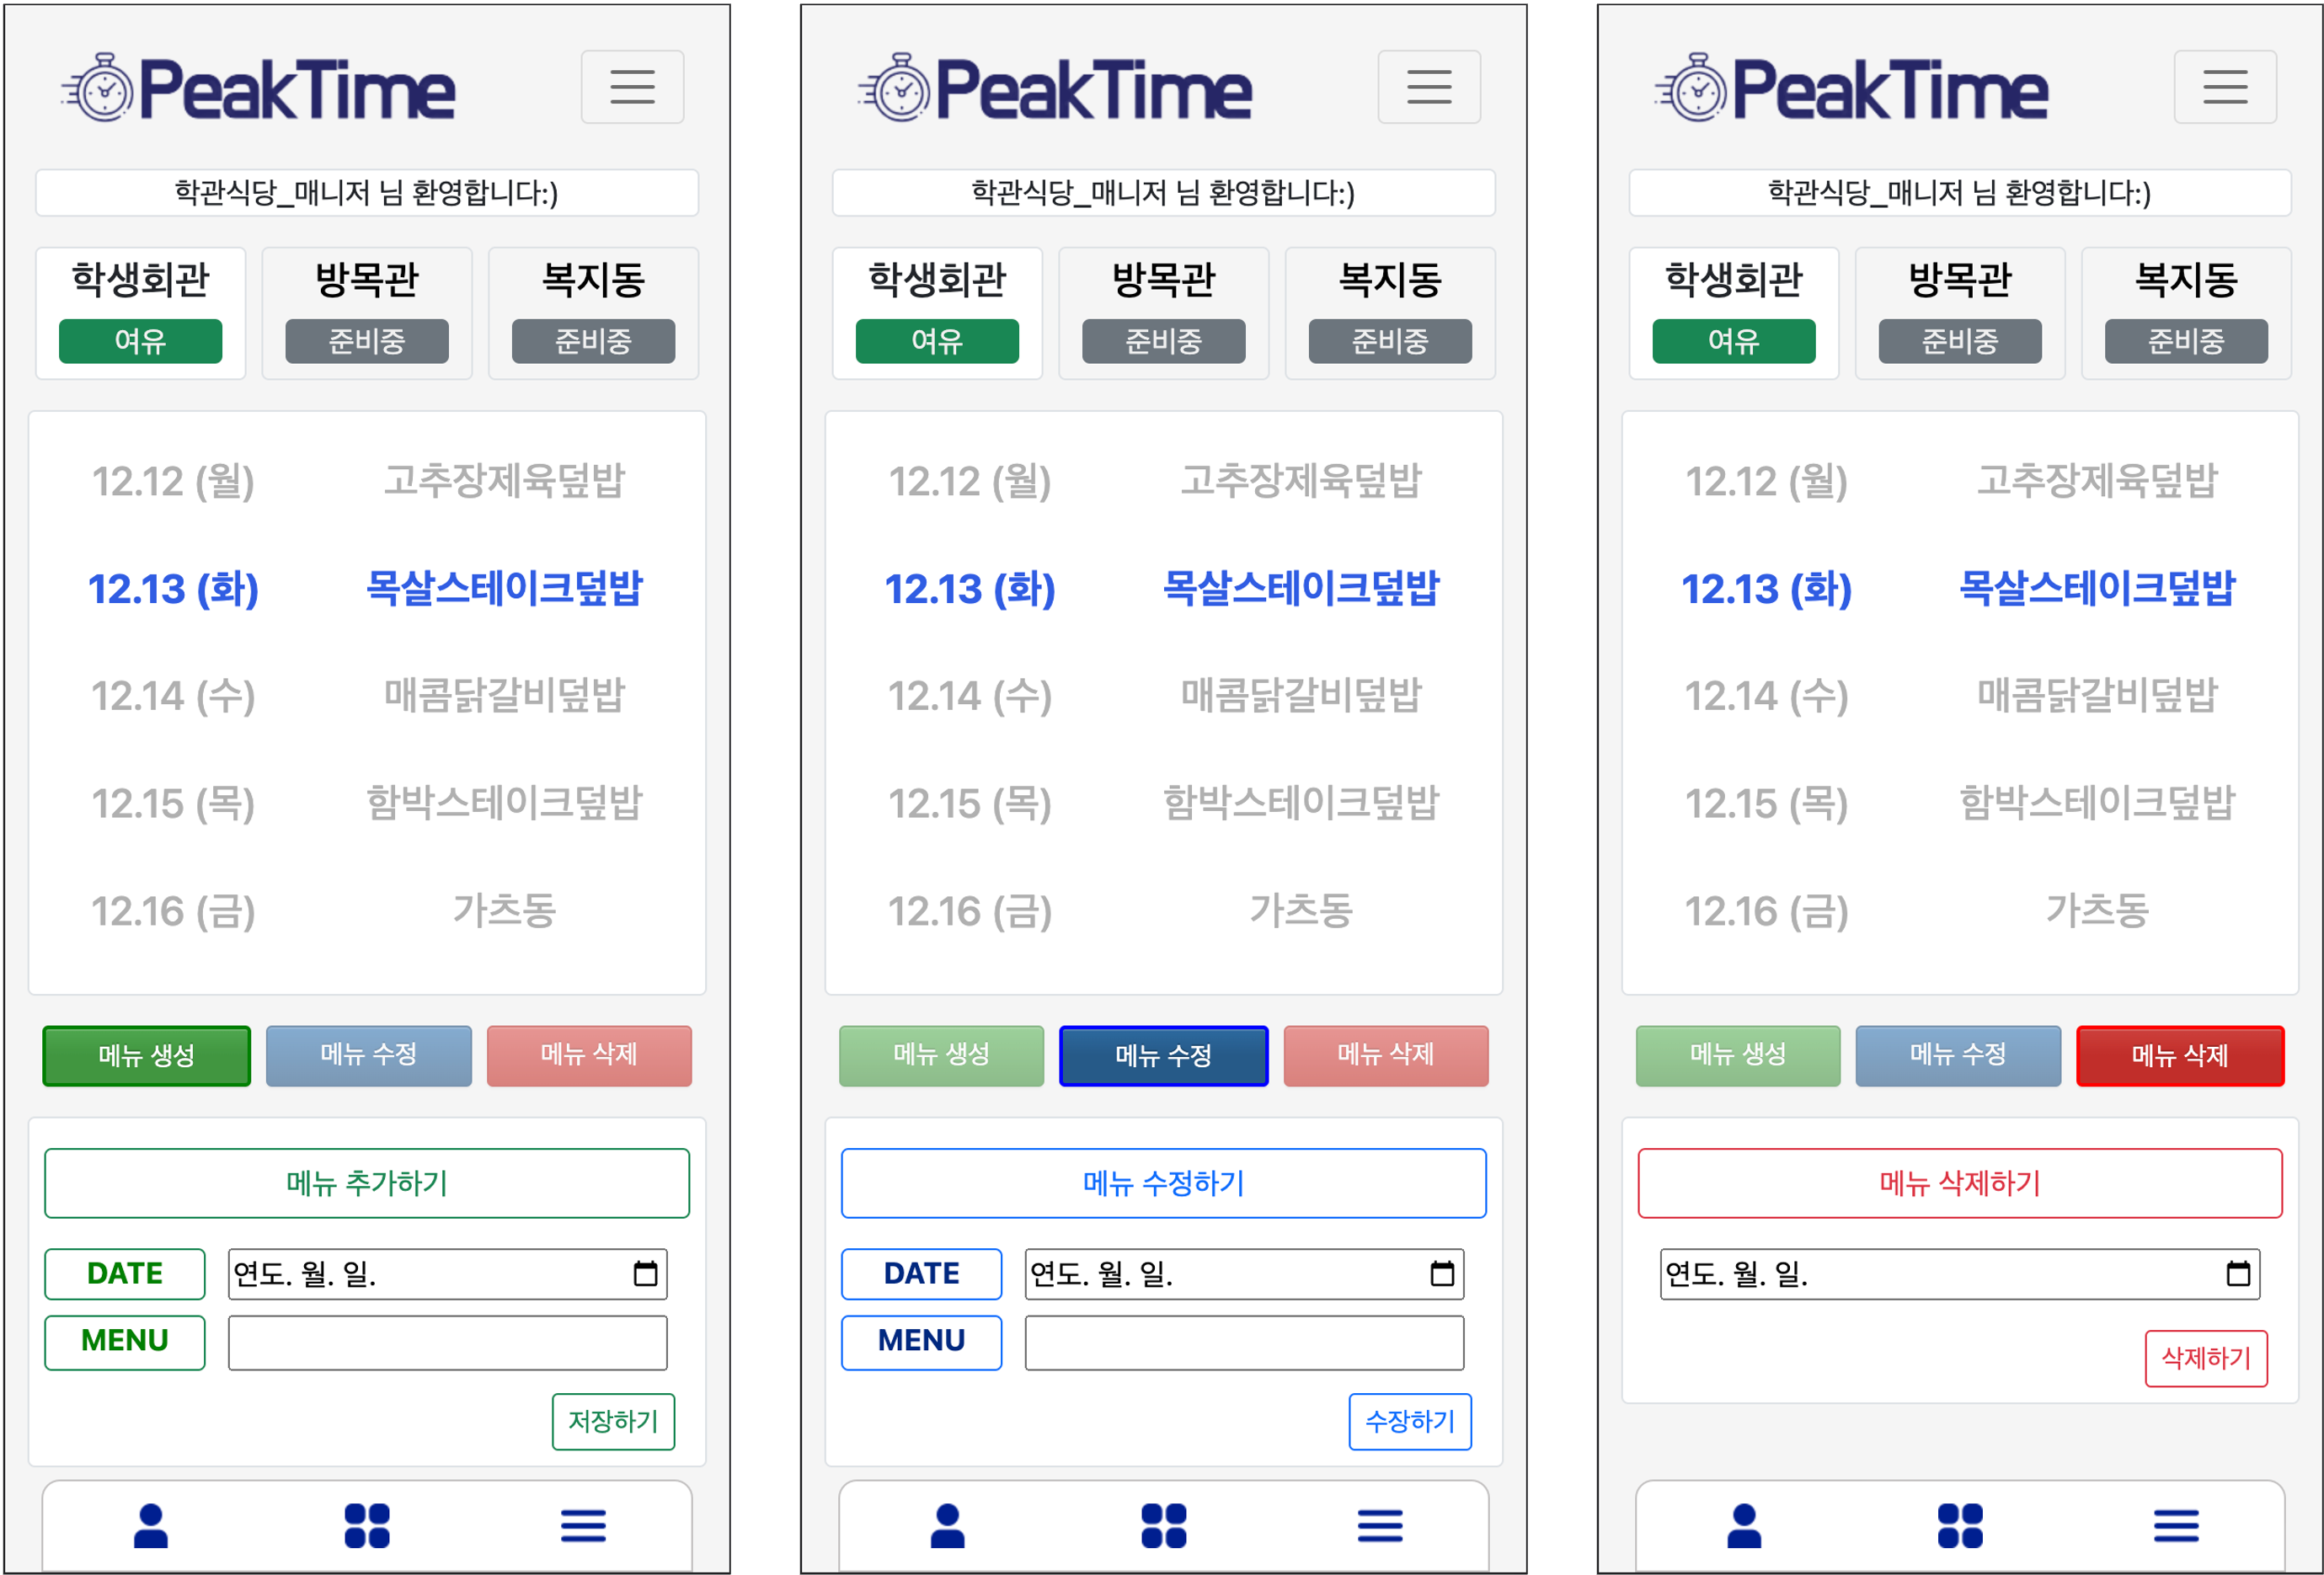 PeakTime
학관식당_매니저 님 환영합니다:)
학생회관 방목관 복지동
여유 준비중 준비중
12.12 (월) 고추장제육덮밥
12.13 (화) 목살스테이크덮밥
12.14 (수) 매콤닭갈비덮밥
12.15 (목) 함박스테이크덮밥
12.16 (금) 가츠동
메뉴 생성 메뉴 수정 메뉴 삭제
메뉴 추가하기
DATE 연도. 월. 일.
MENU
저장하기
PeakTime
학관식당_매니저 님 환영합니다:)
학생회관 방목관 복지동
여유 준비중 준비중
12.12 (월) 고추장제육덮밥
12.13 (화) 목살스테이크덮밥
12.14 (수) 매콤닭갈비덮밥
12.15 (목) 함박스테이크덮밥
12.16 (금) 가츠동
메뉴 생성 메뉴 수정 메뉴 삭제
메뉴 수정하기
DATE 연도. 월. 일.
MENU
수장하기
PeakTime
학관식당_매니저 님 환영합니다:)
학생회관 방목관 복지동
여유 준비중 준비중
12.12 (월) 고추장제육덮밥
12.13 (화) 목살스테이크덮밥
12.14 (수) 매콤닭갈비덮밥
12.15 (목) 함박스테이크덮밥
12.16 (금) 가츠동
메뉴 생성 메뉴 수정 메뉴 삭제
메뉴 삭제하기
연도. 월. 일.
삭제하기